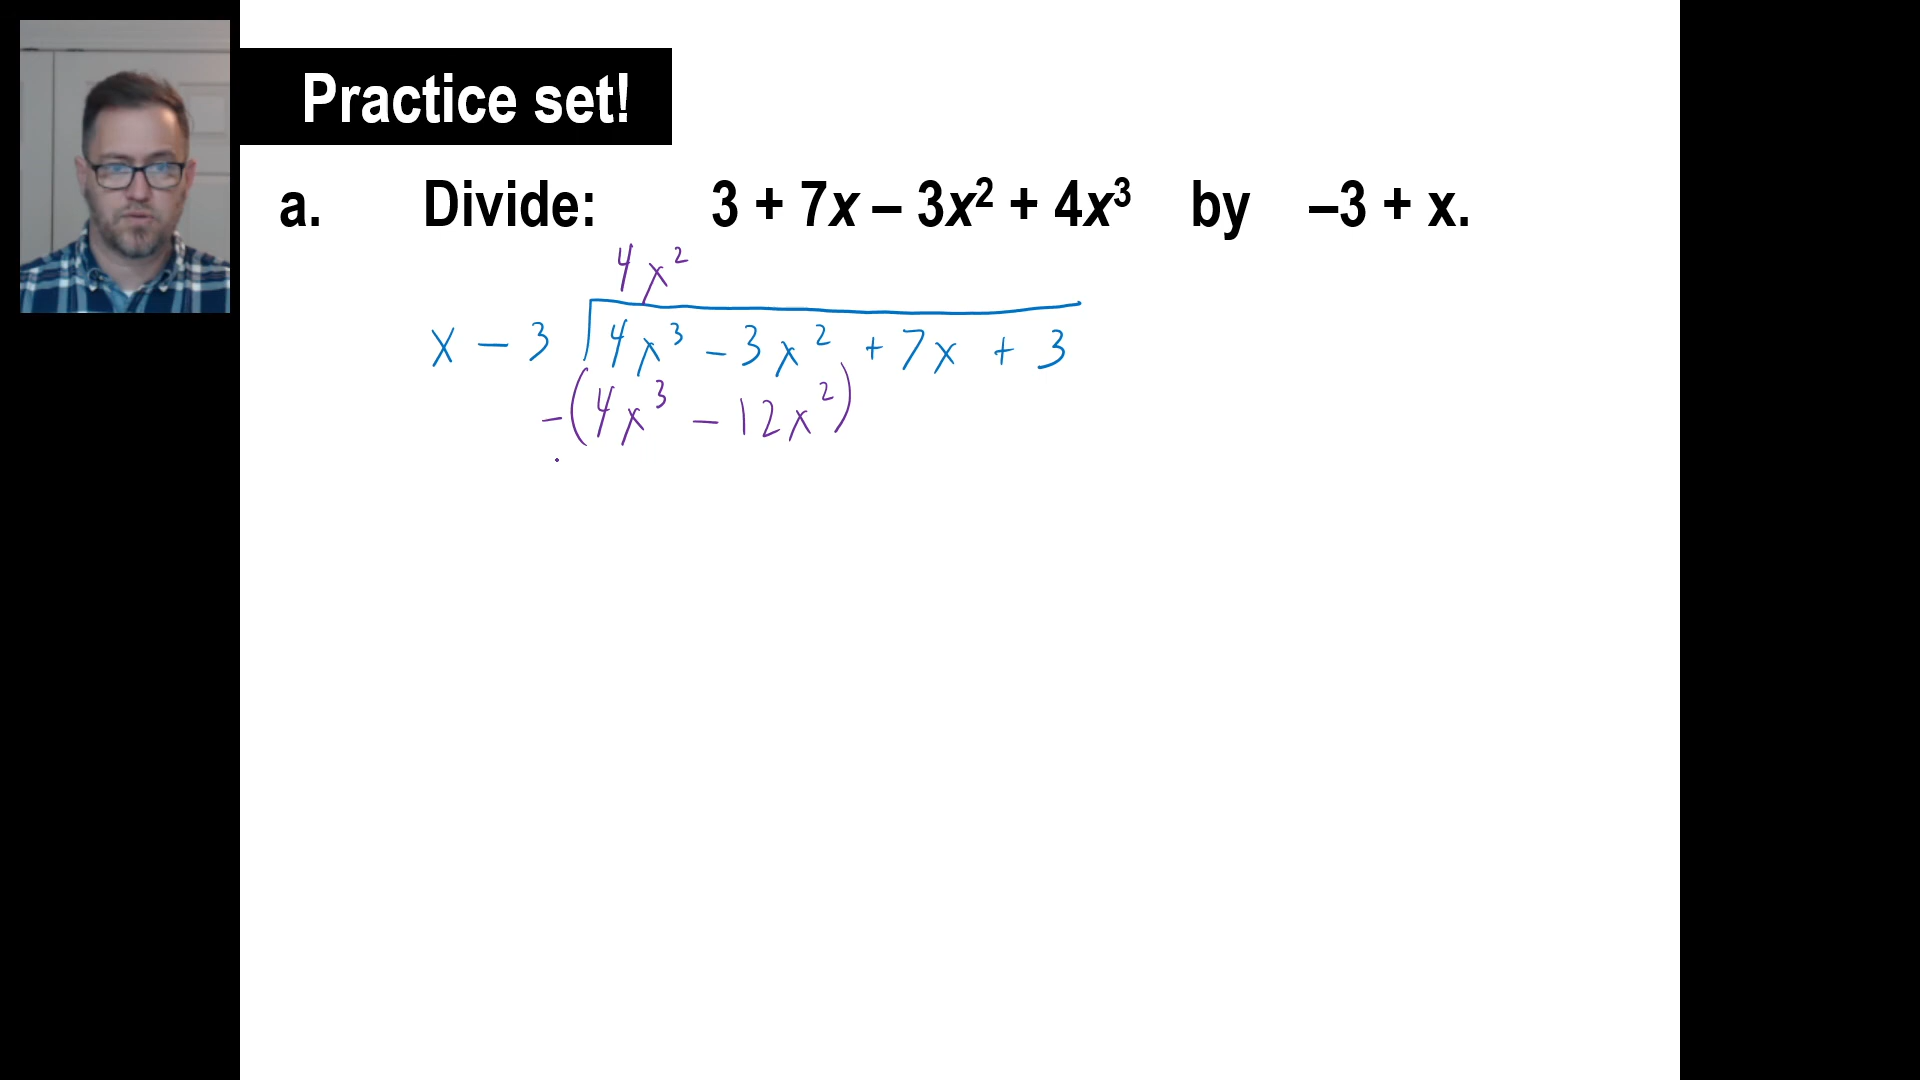 Practice set!
a. Divide: 3 + 7x – 3x² + 4x³ by –3 + x.
4x²
x - 3 4x³ - 3x² + 7x + 3
-(4x³ - 12x²)